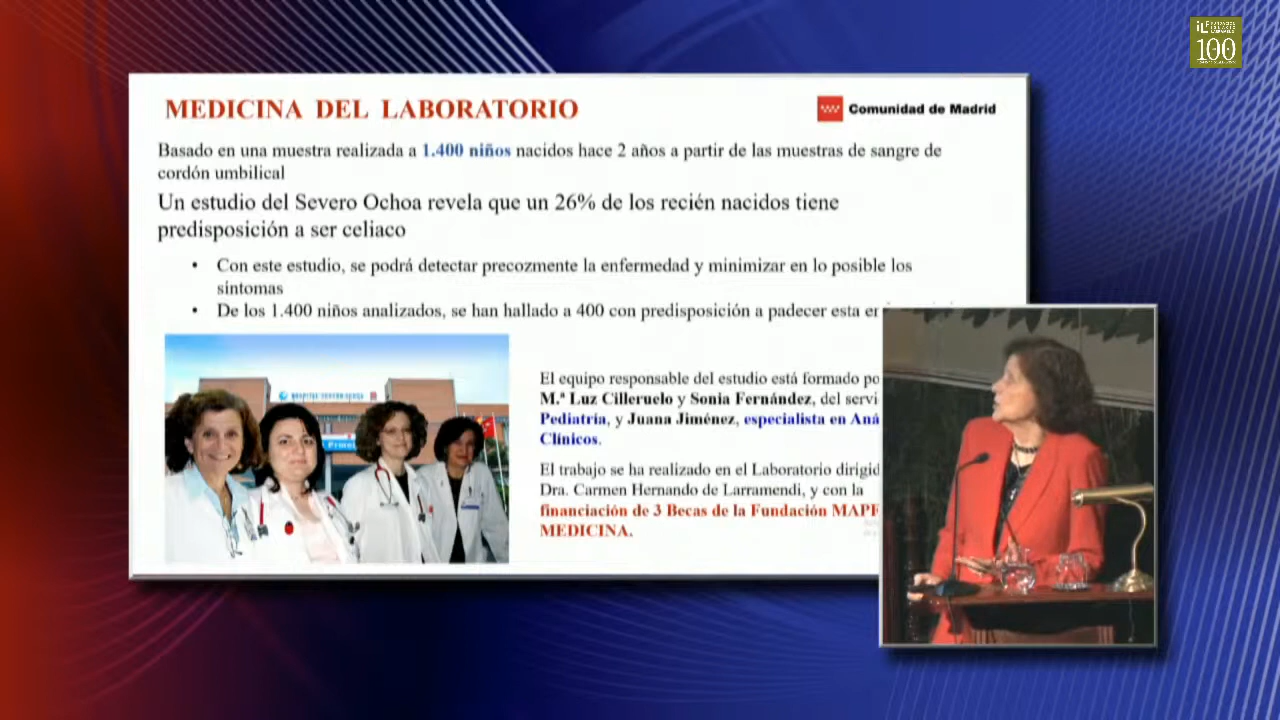 100
MEDICINA DEL LABORATORIO
Comunidad de Madrid
Basado en una muestra realizada a 1.400 niños nacidos hace 2 años a partir de las muestras de sangre de
cordón umbilical
Un estudio del Severo Ochoa revela que un 26% de los recién nacidos tiene
predisposición a ser celiaco
• Con este estudio, se podrá detectar precozmente la enfermedad y minimizar en lo posible los
sintomas
• De los 1.400 niños analizados, se han hallado a 400 con predisposición a padecer esta
El equipo responsable del estudio está formado
M.ª Luz Cilleruelo y Sonia Fernández, del
Pediatría, y Juana Jiménez, especialista en
Clínicos.
El trabajo se ha realizado en el Laboratorio
Dra. Carmen Hernando de Larramendi, y con la
financiación de 3 Becas de la Fundación
MEDICINA.